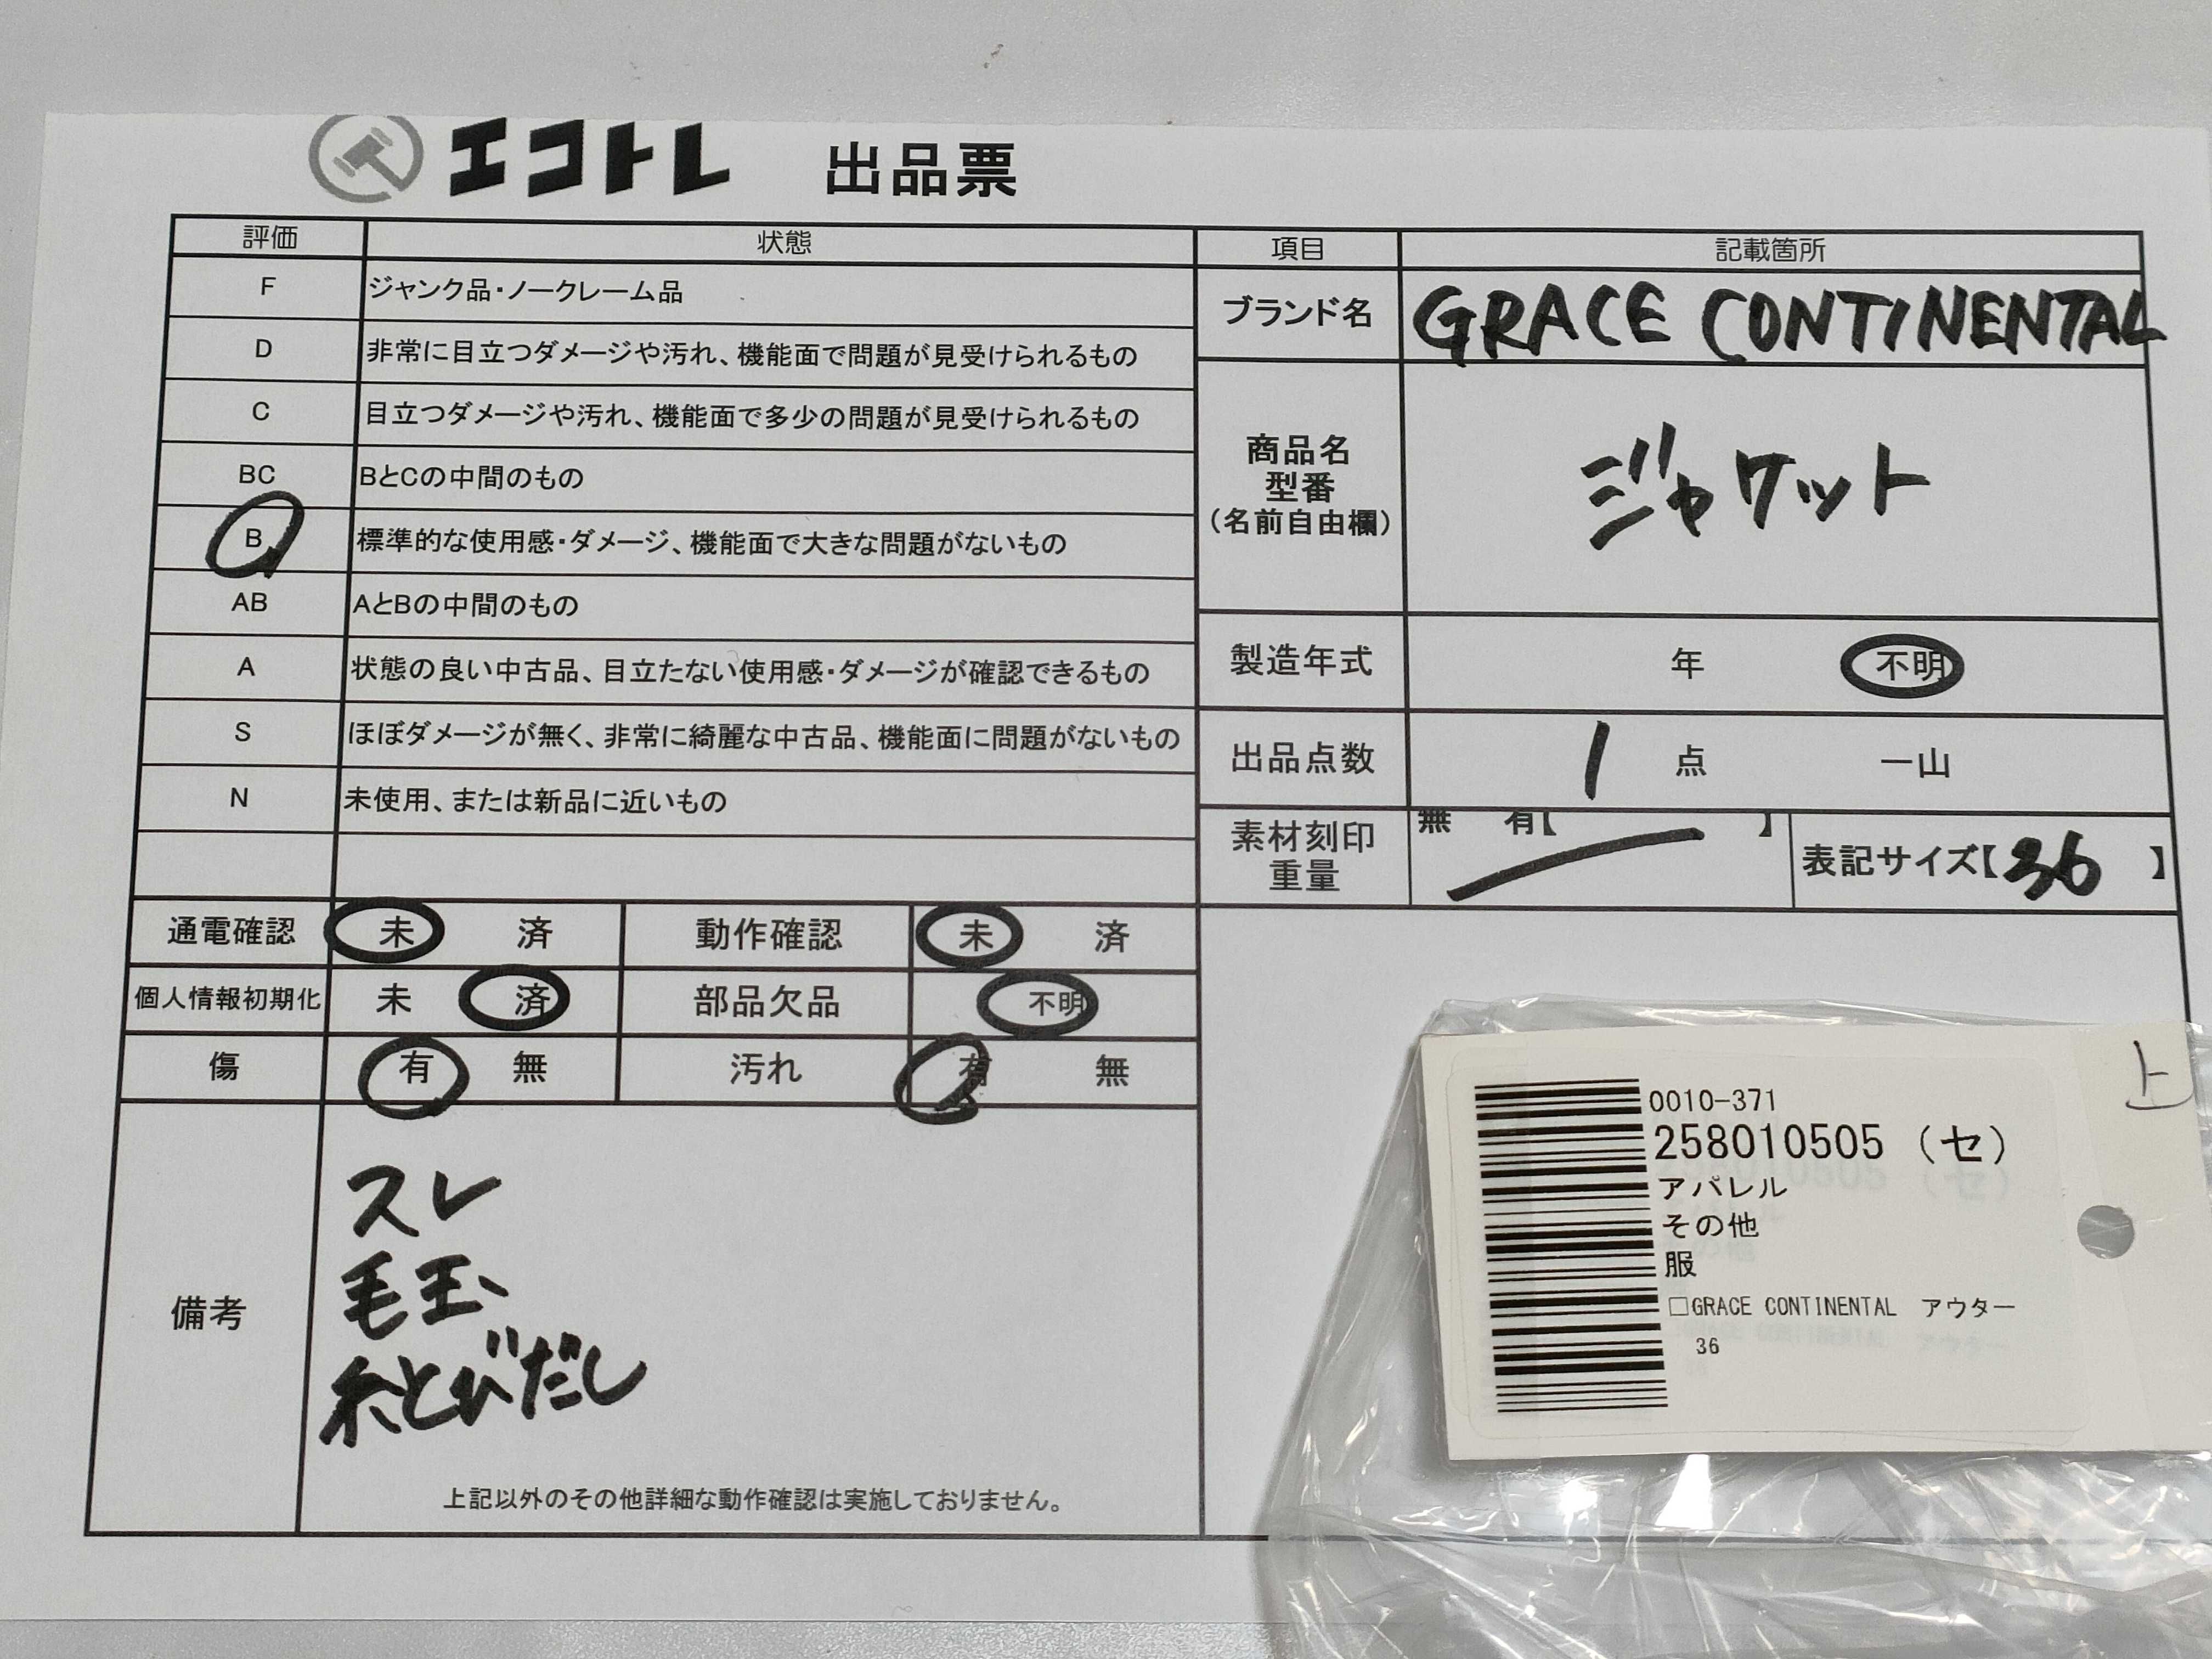 エコトレ 出品票
評価 状態
F ジャンク品・ノークレーム品
D 非常に目立つダメージや汚れ、機能面で問題が見受けられるもの
C 目立つダメージや汚れ、機能面で多少の問題が見受けられるもの
BC BとCの中間のもの
B 標準的な使用感・ダメージ、機能面で大きな問題がないもの
AB AとBの中間のもの
A 状態の良い中古品、目立たない使用感・ダメージが確認できるもの
S ほぼダメージが無く、非常に綺麗な中古品、機能面に問題がないもの
N 未使用、または新品に近いもの
項目 記載箇所
ブランド名 GRACE CONTINENTAL
商品名
型番
(名前自由欄)
ジャケット
製造年式 年 不明
出品点数 1 点 一山
素材刻印
重量
無 有【 】
表記サイズ【36 】
通電確認 未 済 動作確認 未 済
個人情報初期化 未 済 部品欠品 不明
傷 有 無 汚れ 有 無
備考
スレ
毛玉、
糸とびだし
上記以外のその他詳細な動作確認は実施しておりません。
上
0010-371
258010505 (セ)
アパレル
その他
服
□GRACE CONTINENTAL アウター
36